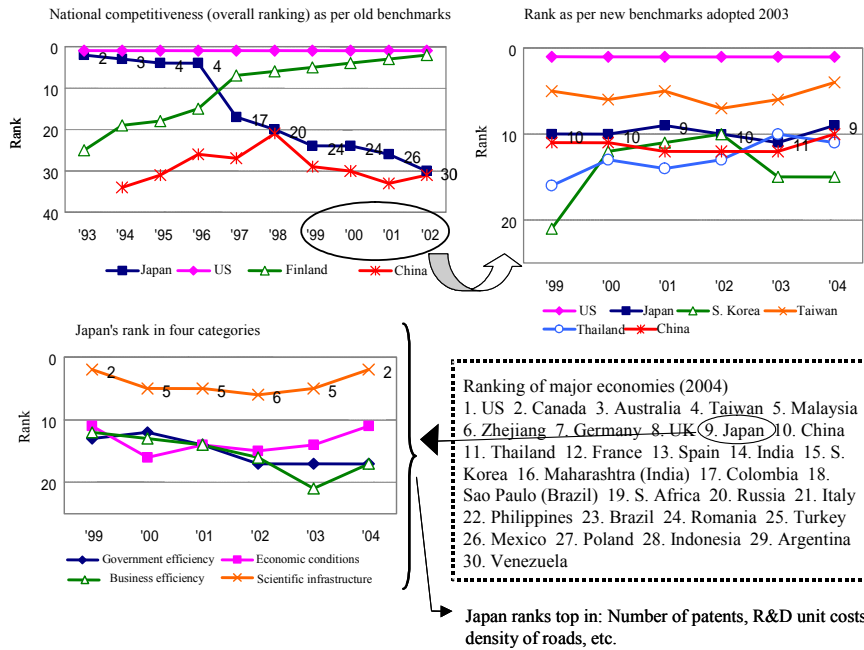 National competitiveness (overall ranking) as per old benchmarks
0
10
20
30
40
Rank
2
3
4
4
17
20
24
24
26
30
'93 '94 '95 '96 '97 '98 '99 '00 '01 '02
Japan US Finland China
Rank as per new benchmarks adopted 2003
0
10
20
Rank
10
10
9
10
11
9
'99 '00 '01 '02 '03 '04
US Japan S. Korea Taiwan
Thailand China
Japan's rank in four categories
0
10
20
Rank
2
5
5
6
5
2
'99 '00 '01 '02 '03 '04
Government efficiency Economic conditions
Business efficiency Scientific infrastructure
Ranking of major economies (2004)
1. US 2. Canada 3. Australia 4. Taiwan 5. Malaysia
6. Zhejiang 7. Germany 8. UK 9. Japan 10. China
11. Thailand 12. France 13. Spain 14. India 15. S.
Korea 16. Maharashtra (India) 17. Colombia 18.
Sao Paulo (Brazil) 19. S. Africa 20. Russia 21. Italy
22. Philippines 23. Brazil 24. Romania 25. Turkey
26. Mexico 27. Poland 28. Indonesia 29. Argentina
30. Venezuela
Japan ranks top in: Number of patents, R&D unit costs
density of roads, etc.